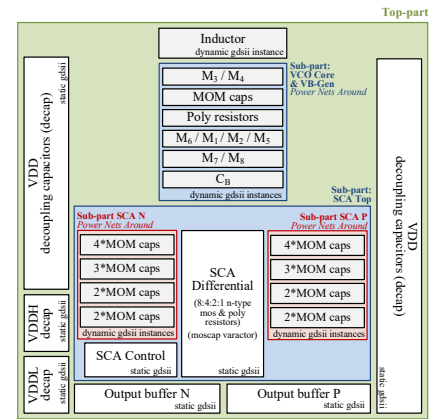 Top-part
Inductor
dynamic gdsii instance
Sub-part:
VCO Core
& VB-Gen
Power Nets Around
M3 / M4
MOM caps
Poly resistors
M6 / M1 / M2 / M5
M7 / M8
CB
dynamic gdsii instances
VDD
decoupling capacitors (decap)
static gdsii
VDD
decoupling capacitors (decap)
static gdsii
Sub-part:
SCA Top
Sub-part SCA N
Power Nets Around
4*MOM caps
3*MOM caps
2*MOM caps
2*MOM caps
dynamic gdsii instances
SCA
Differential
(8:4:2:1 n-type
mos & poly
resistors)
(moscap varactor)
static gdsii
Sub-part SCA P
Power Nets Around
4*MOM caps
3*MOM caps
2*MOM caps
2*MOM caps
dynamic gdsii instances
SCA Control
static gdsii
VDDH
decap
static gdsii
VDDL
decap
static gdsii
Output buffer N
static gdsii
Output buffer P
static gdsii